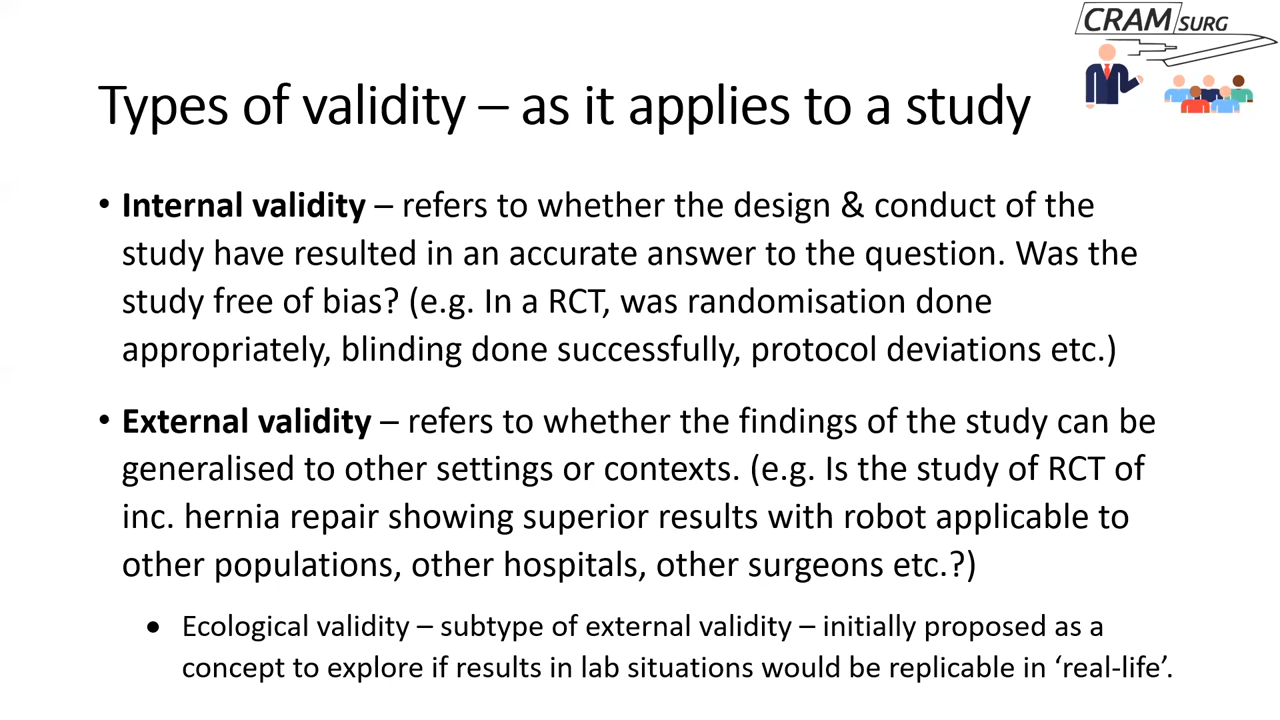 CRAM SURG
Types of validity – as it applies to a study
• Internal validity – refers to whether the design & conduct of the
study have resulted in an accurate answer to the question. Was the
study free of bias? (e.g. In a RCT, was randomisation done
appropriately, blinding done successfully, protocol deviations etc.)
• External validity – refers to whether the findings of the study can be
generalised to other settings or contexts. (e.g. Is the study of RCT of
inc. hernia repair showing superior results with robot applicable to
other populations, other hospitals, other surgeons etc.?)
• Ecological validity – subtype of external validity – initially proposed as a
concept to explore if results in lab situations would be replicable in ‘real-life’.